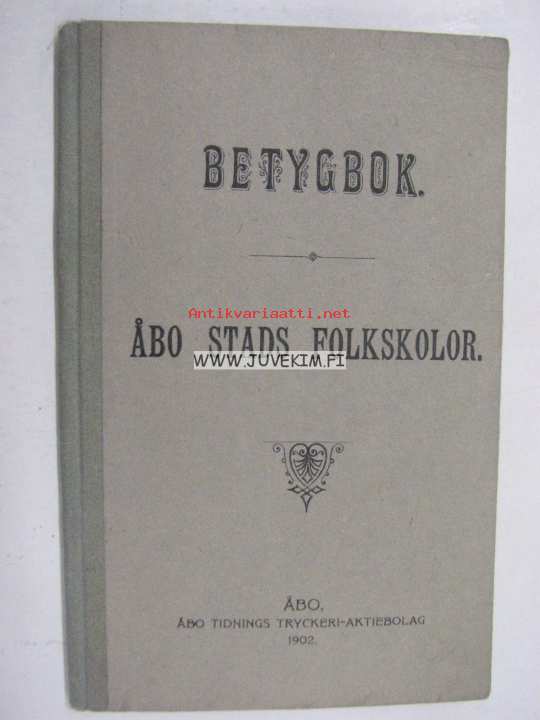 BETYGBOK.
Antikvariaatti.net
ÅBO STADS FOLKSKOLOR.
WWW.JUVEKIM.FI
ÅBO,
ÅBO TIDNINGS TRYCKERI-AKTIEBOLAG
1902.